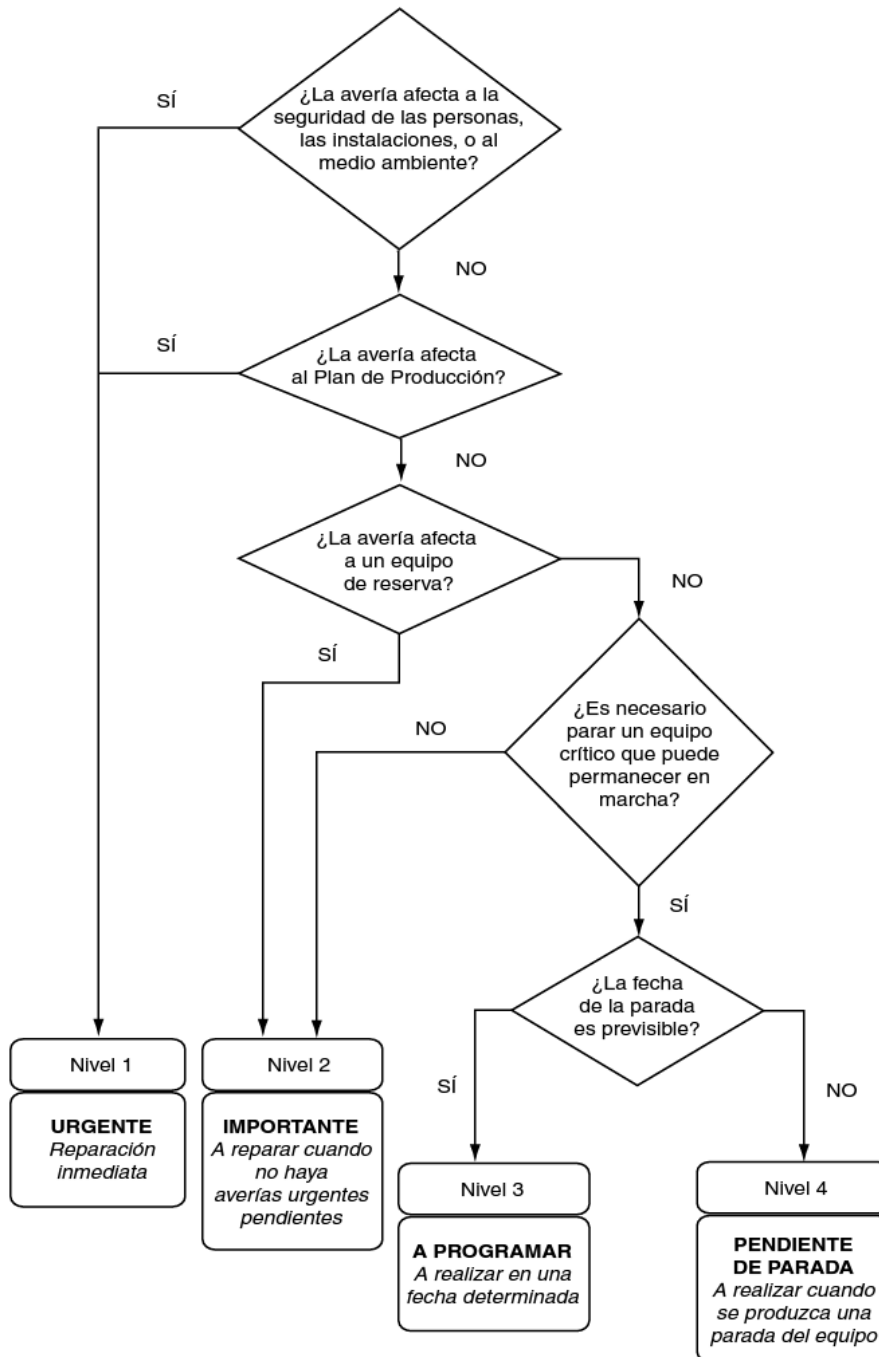 SÍ
¿La avería afecta a la
seguridad de las personas,
las instalaciones, o al
medio ambiente?
NO
SÍ
¿La avería afecta
al Plan de Producción?
NO
¿La avería afecta
a un equipo
de reserva?
NO
SÍ
NO
¿Es necesario
parar un equipo
crítico que puede
permanecer en
marcha?
SÍ
¿La fecha
de la parada
es previsible?
SÍ
NO
Nivel 1
URGENTE
Reparación
inmediata
Nivel 2
IMPORTANTE
A reparar cuando
no haya
averías urgentes
pendientes
Nivel 3
A PROGRAMAR
A realizar en una
fecha determinada
Nivel 4
PENDIENTE
DE PARADA
A realizar cuando
se produzca una
parada del equipo